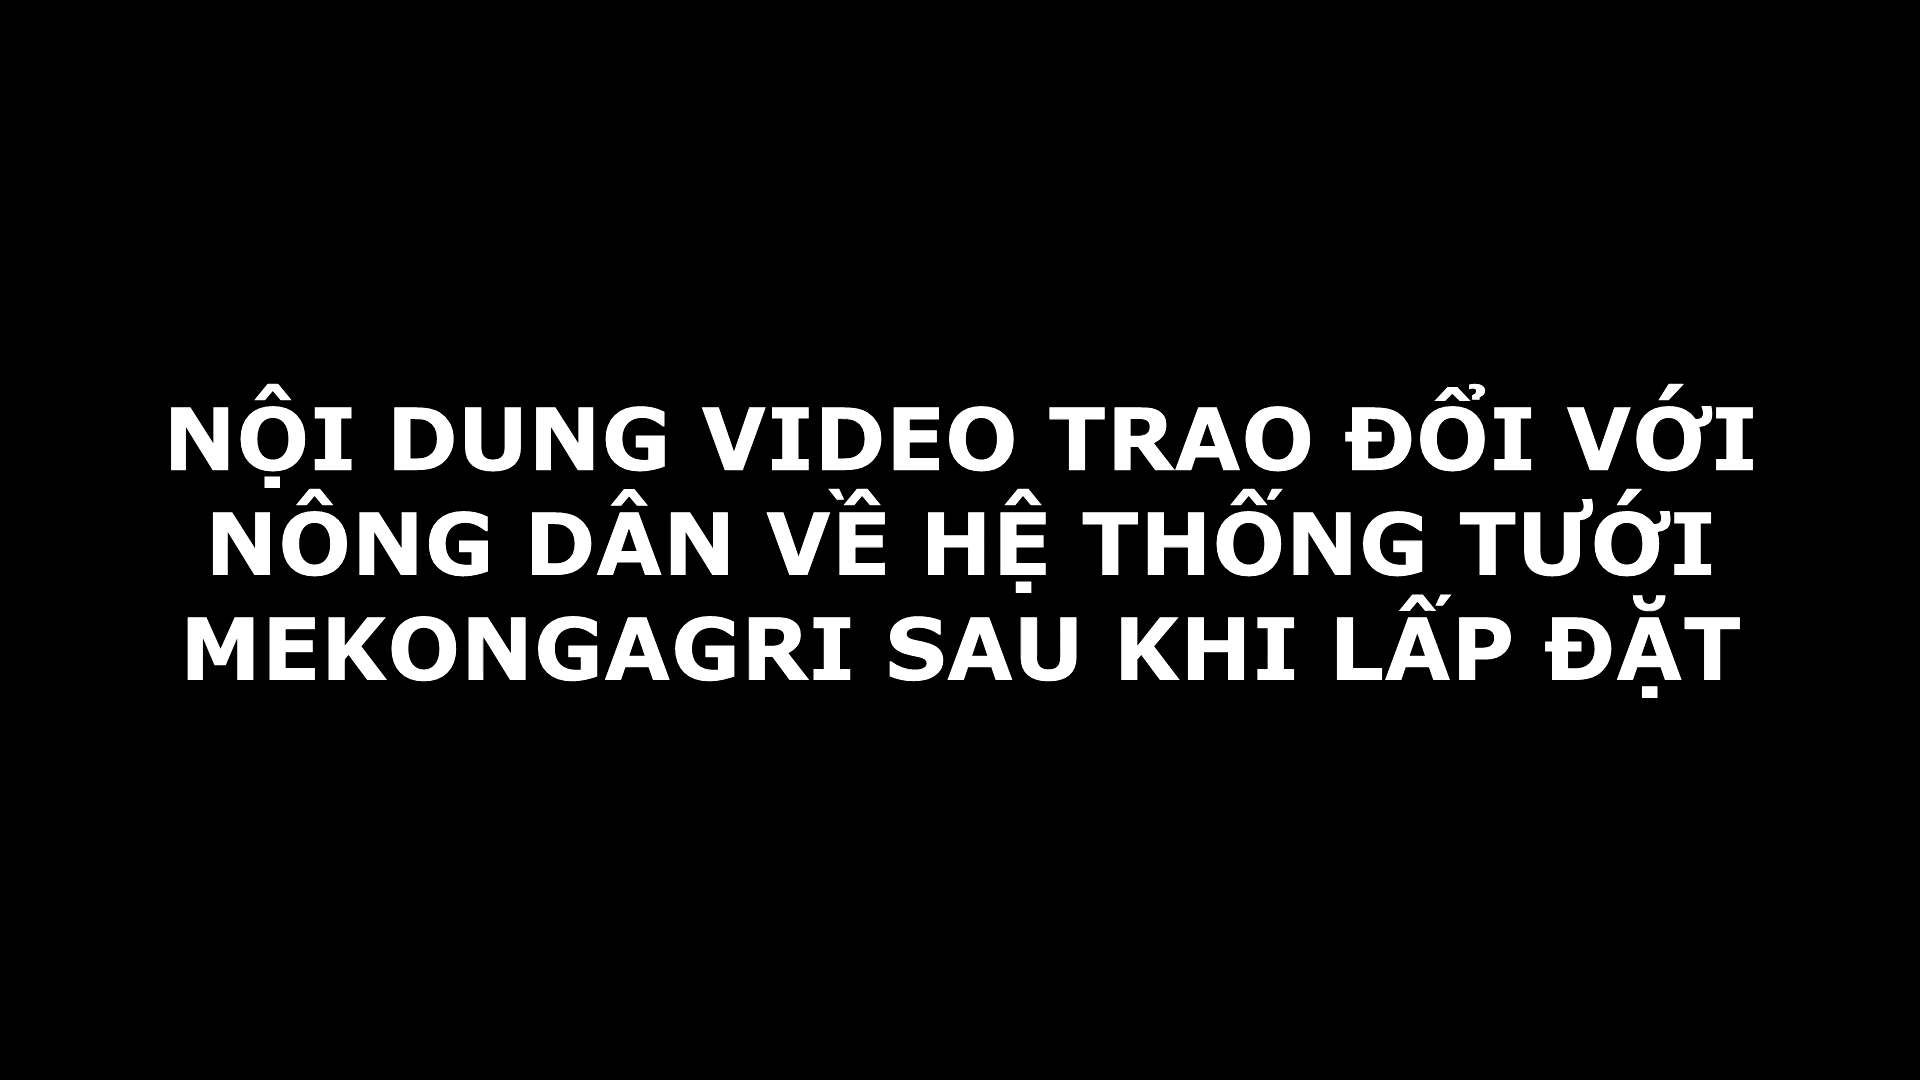 NỘI DUNG VIDEO TRAO ĐỔI VỚI
NÔNG DÂN VỀ HỆ THỐNG TƯỚI
MEKONGAGRI SAU KHI LẤP ĐẶT